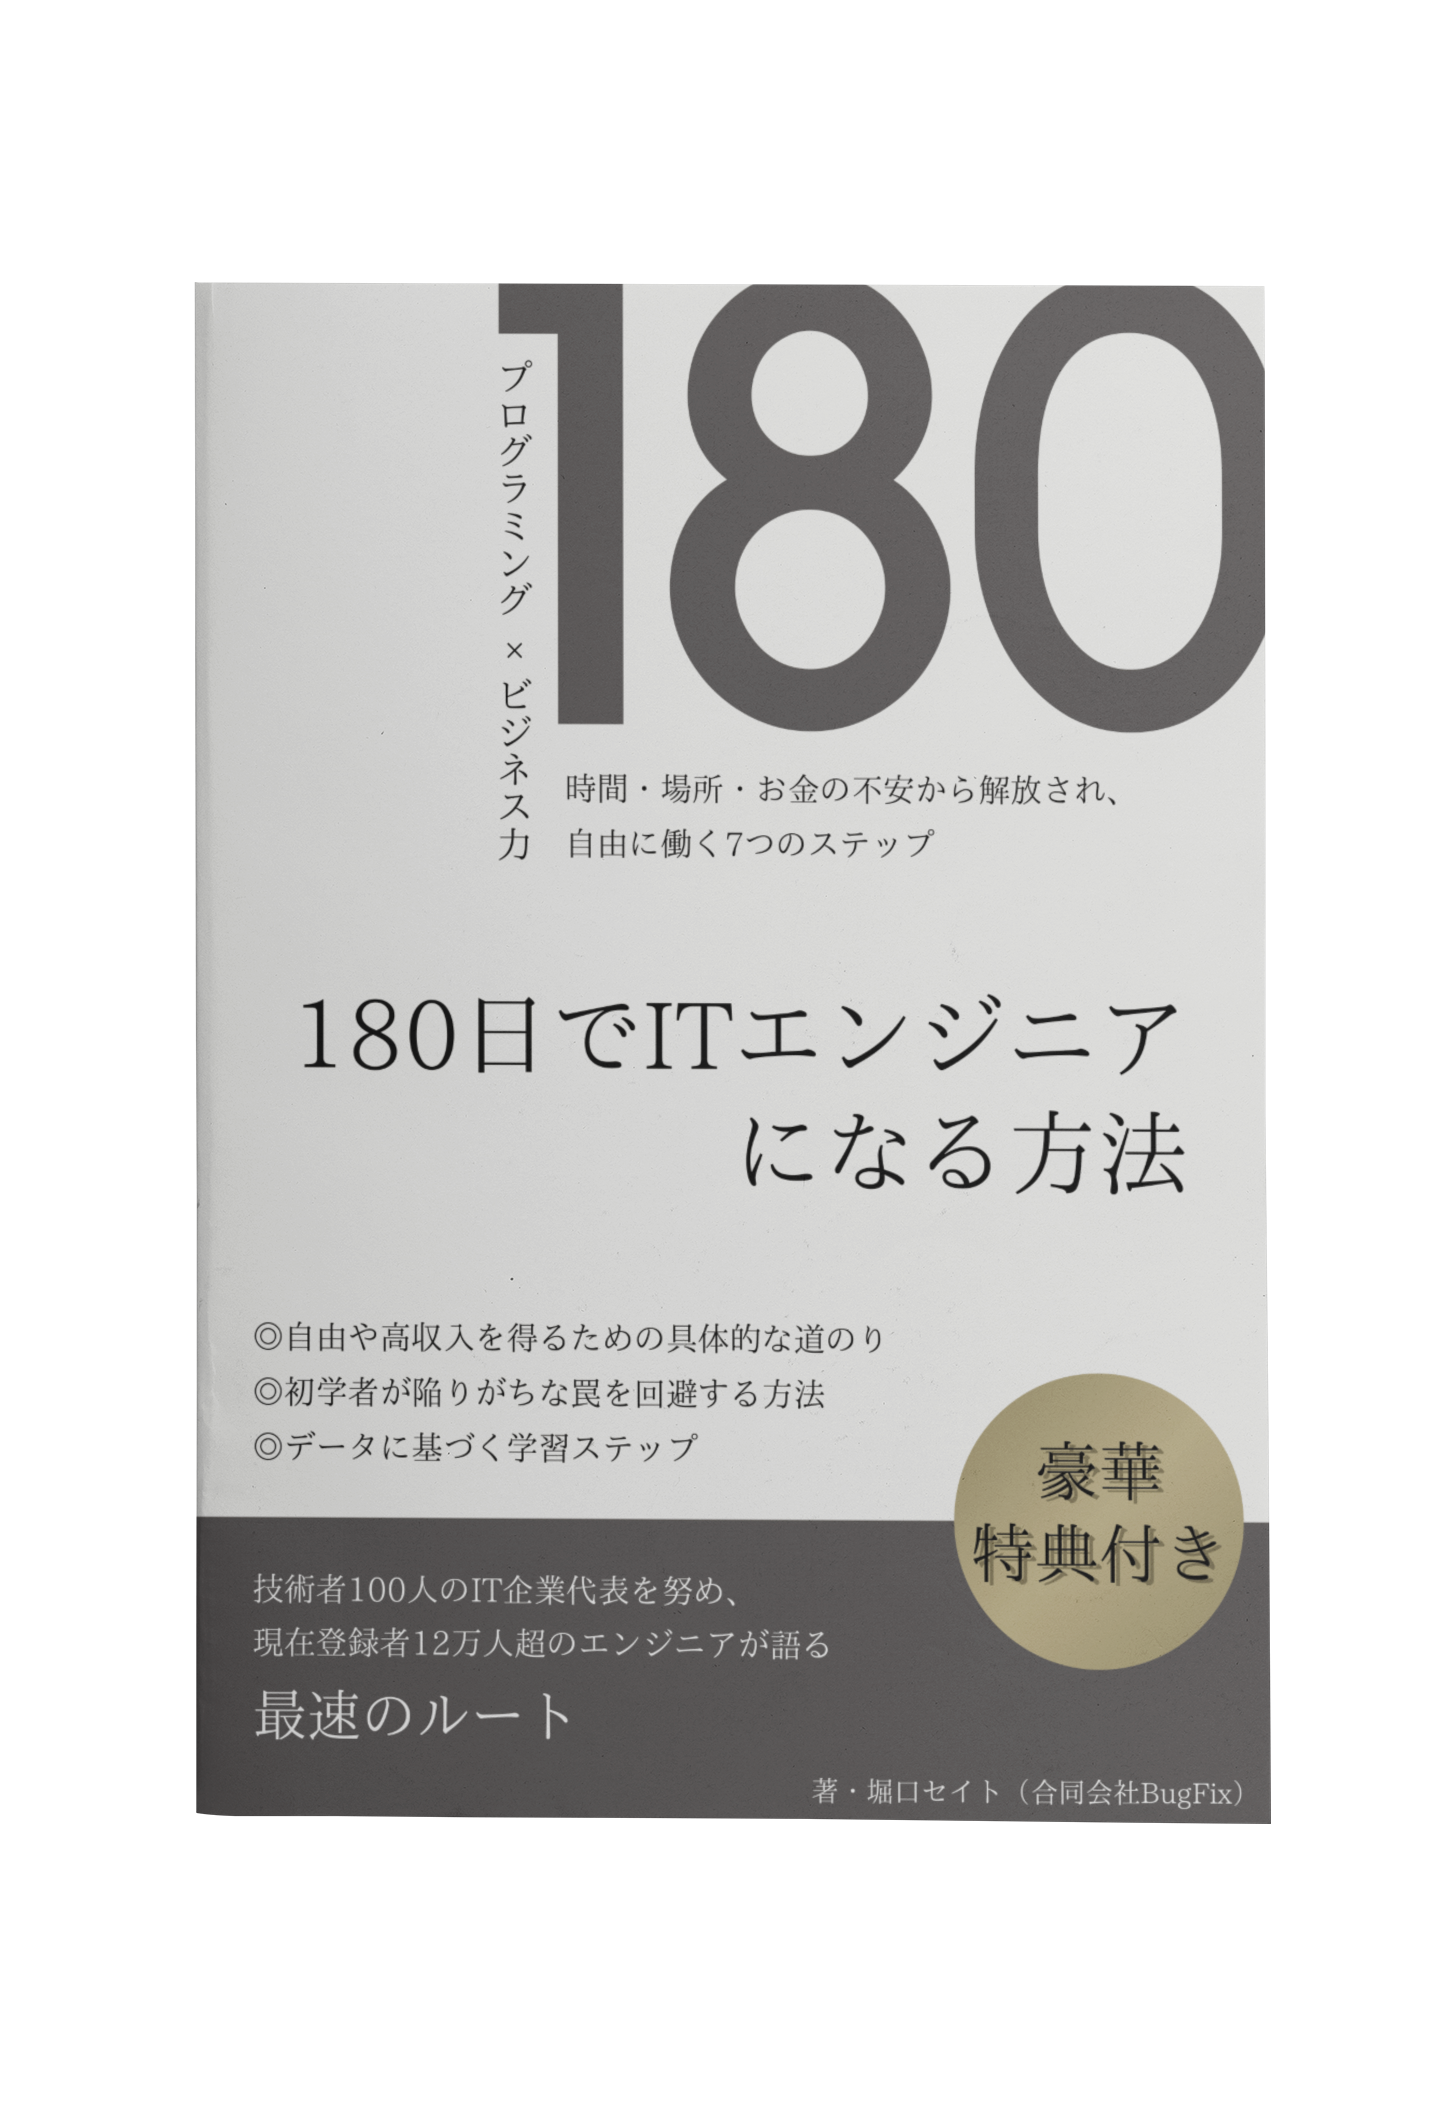 180
プログラミング × ビジネス力
時間・場所・お金の不安から解放され、
自由に働く7つのステップ
180日でITエンジニア
になる方法
◎自由や高収入を得るための具体的な道のり
◎初学者が陥りがちな罠を回避する方法
◎データに基づく学習ステップ
豪華
特典付き
技術者100人のIT企業代表を努め、
現在登録者12万人超のエンジニアが語る
最速のルート
著・堀口セイト（合同会社BugFix）